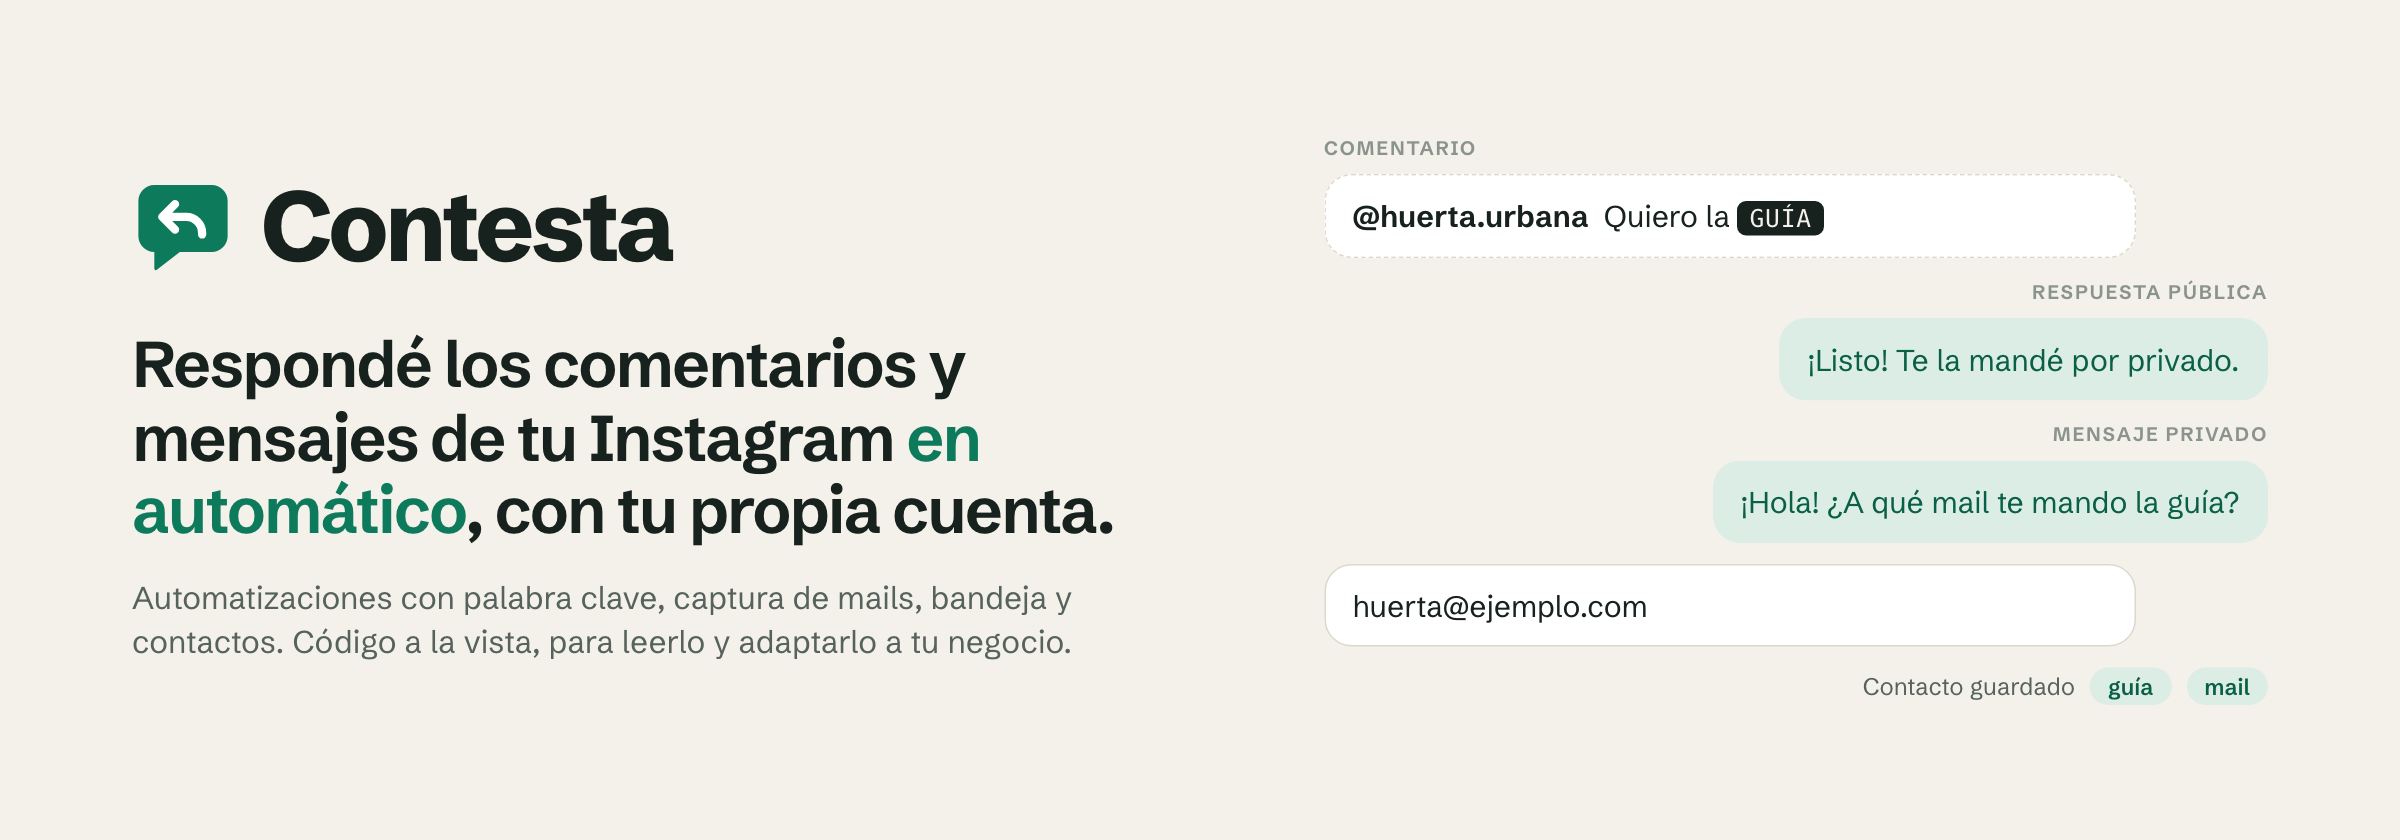 Contesta
Respondé los comentarios y
mensajes de tu Instagram en
automático, con tu propia cuenta.
Automatizaciones con palabra clave, captura de mails, bandeja y
contactos. Código a la vista, para leerlo y adaptarlo a tu negocio.
COMENTARIO
@huerta.urbana Quiero la GUÍA
RESPUESTA PÚBLICA
¡Listo! Te la mandé por privado.
MENSAJE PRIVADO
¡Hola! ¿A qué mail te mando la guía?
huerta@ejemplo.com
Contacto guardado guía mail